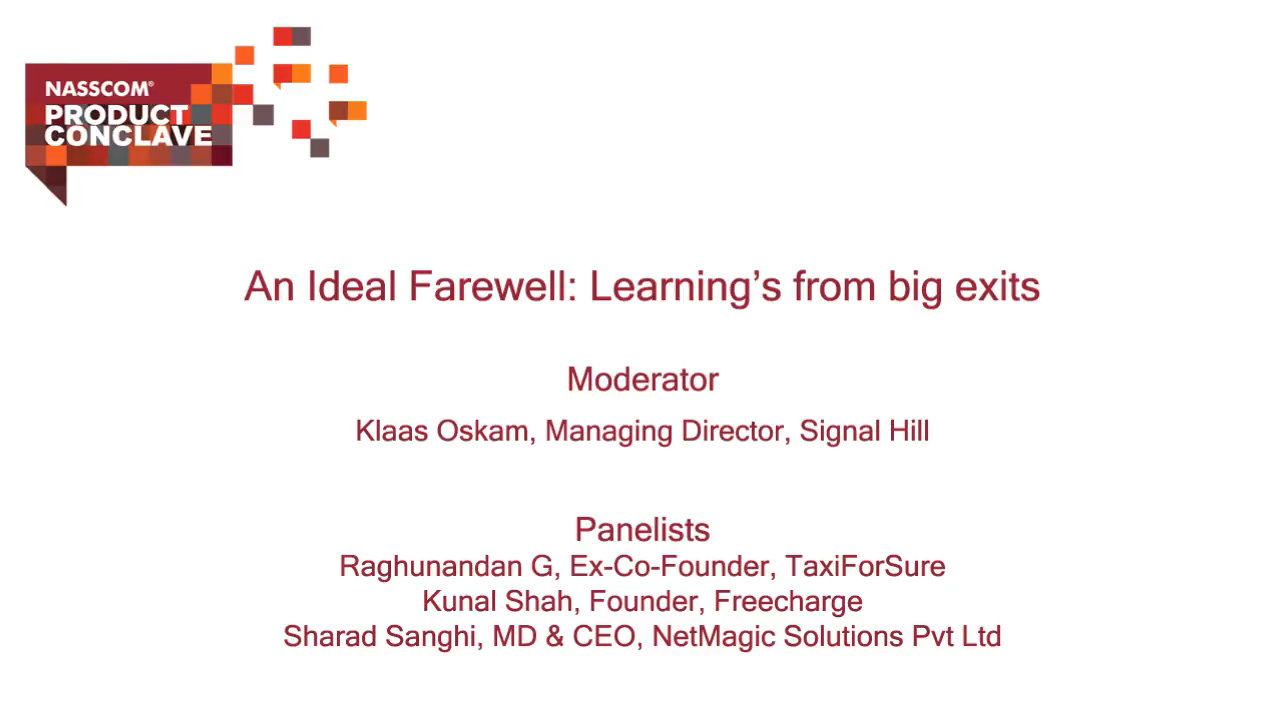 NASSCOM®
PRODUCT
CONCLAVE
An Ideal Farewell: Learning’s from big exits
Moderator
Klaas Oskam, Managing Director, Signal Hill
Panelists
Raghunandan G, Ex-Co-Founder, TaxiForSure
Kunal Shah, Founder, Freecharge
Sharad Sanghi, MD & CEO, NetMagic Solutions Pvt Ltd